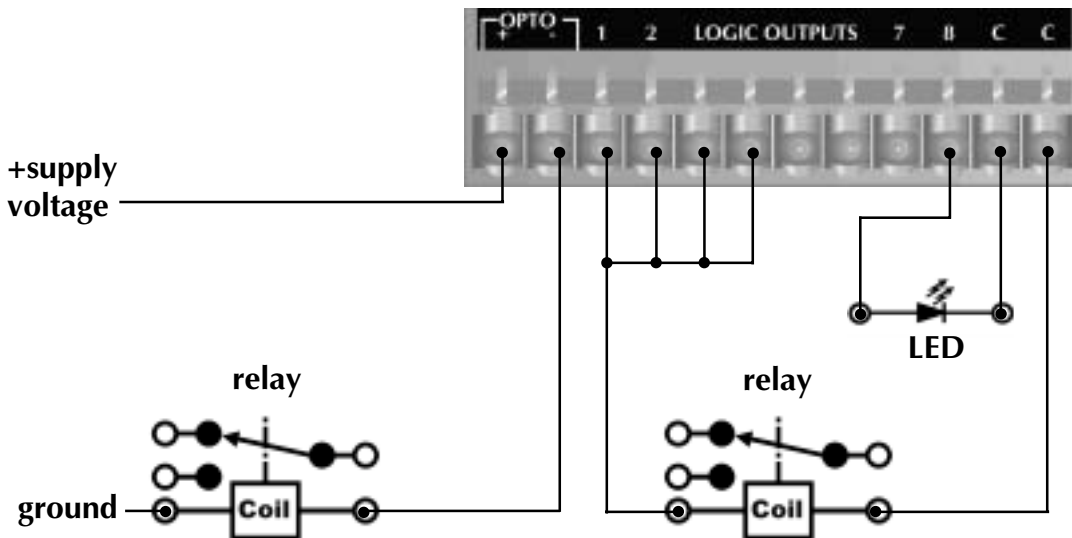 OPTO
+ - 1 2 LOGIC OUTPUTS 7 8 C C
+supply
voltage
LED
relay relay
ground Coil Coil